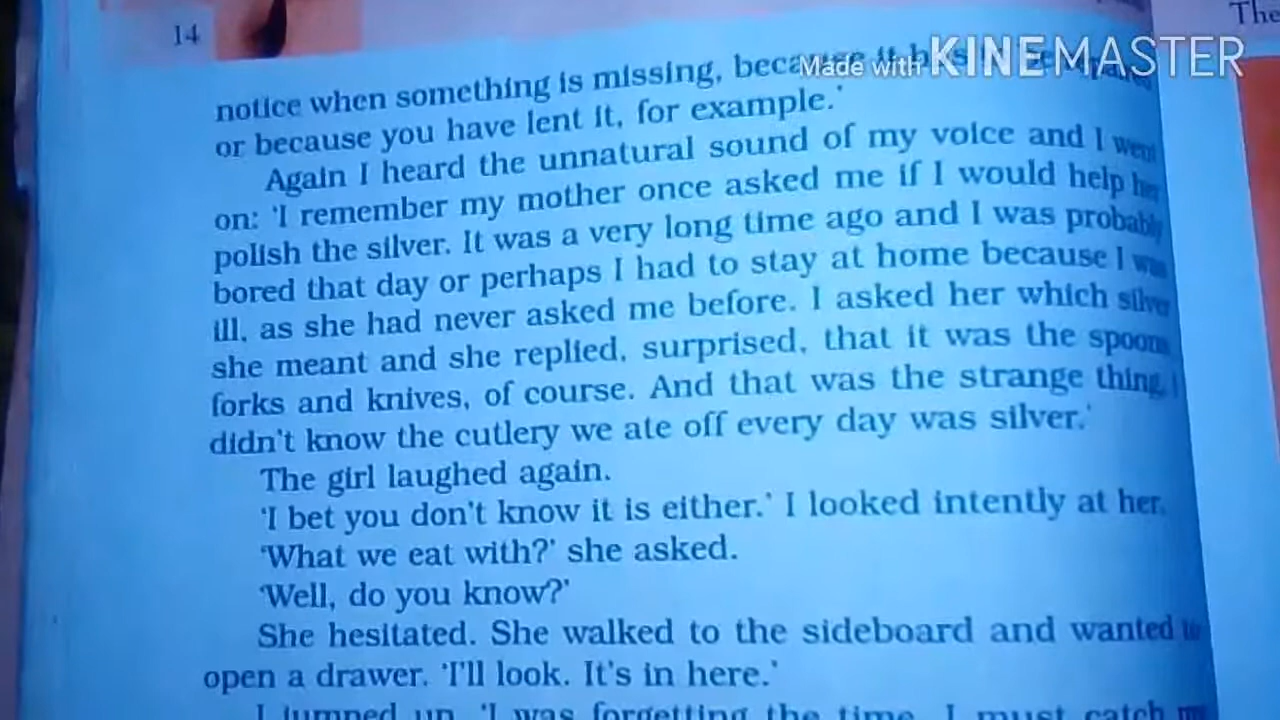 The
14
Made with KINEMASTER
notice when something is missing, because it
or because you have lent it, for example.'
Again I heard the unnatural sound of my voice and I went
on: 'I remember my mother once asked me if I would help her
polish the silver. It was a very long time ago and I was probably
bored that day or perhaps I had to stay at home because I was
ill, as she had never asked me before. I asked her which silver
she meant and she replied, surprised, that it was the spoons
forks and knives, of course. And that was the strange thing, I
didn't know the cutlery we ate off every day was silver.'
The girl laughed again.
'I bet you don't know it is either.' I looked intently at her.
'What we eat with?' she asked.
'Well, do you know?'
She hesitated. She walked to the sideboard and wanted to
open a drawer. 'I'll look. It's in here.'
I jumped up. 'I was forgetting the time. I must catch my